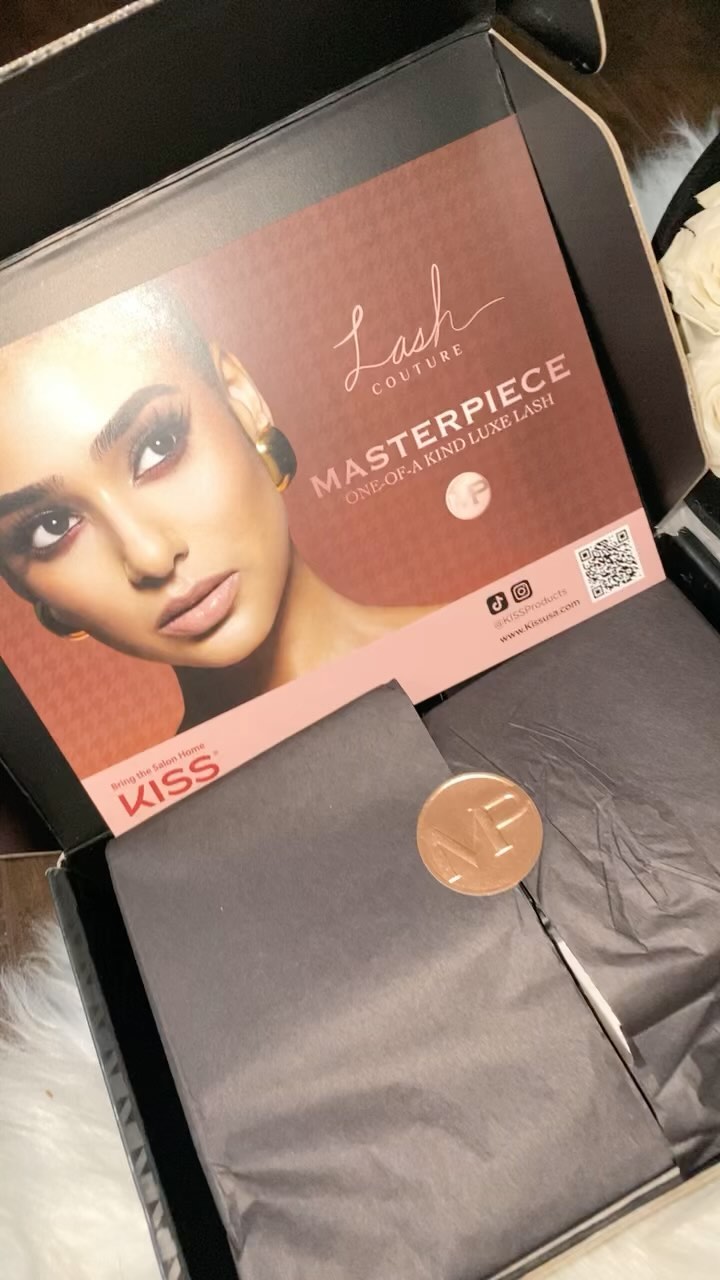 Lash
COUTURE
MASTERPIECE
ONE-OF-A KIND LUXE LASH
MP
@KISSProducts
www.Kissusa.com
Bring the Salon Home
KISS®
MP